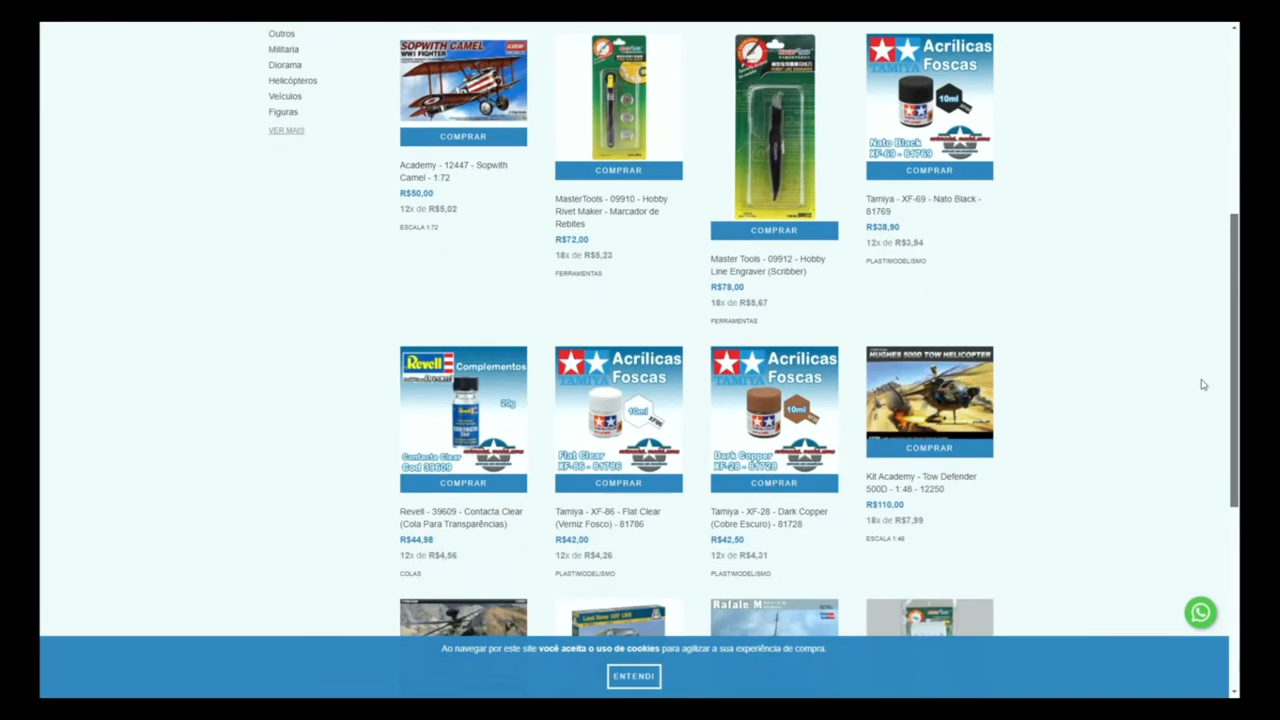 Outros
Militaria
Diorama
Helicópteros
Veículos
Figuras
VER MAIS
SOPWITH CAMEL
WW1 FIGHTER
ACADEMY
COMPRAR
Academy - 12447 - Sopwith
Camel - 1:72
R$50,00
12x de R$5,02
ESCALA 1:72
COMPRAR
MasterTools - 09910 - Hobby
Rivet Maker - Marcador de
Rebites
R$72,00
18x de R$5,23
FERRAMENTAS
MasterTools
COMPRAR
Master Tools - 09912 - Hobby
Line Engraver (Scribber)
R$78,00
18x de R$5,67
FERRAMENTAS
Acrílicas
Foscas
TAMIYA
10ml
Nato Black
XF-69 - 81769
COMPRAR
Tamiya - XF-69 - Nato Black -
81769
R$38,90
12x de R$3,94
PLASTIMODELISMO
Revell
Complementos
20g
Contacta Clear
Cod 39609
COMPRAR
Revell - 39609 - Contacta Clear
(Cola Para Transparências)
R$44,98
12x de R$4,56
COLAS
Acrílicas
Foscas
TAMIYA
10ml
Flat Clear
XF-86 - 81786
COMPRAR
Tamiya - XF-86 - Flat Clear
(Verniz Fosco) - 81786
R$42,00
12x de R$4,26
PLASTIMODELISMO
Acrílicas
Foscas
TAMIYA
10ml
Dark Copper
XF-28 - 81728
COMPRAR
Tamiya - XF-28 - Dark Copper
(Cobre Escuro) - 81728
R$42,50
12x de R$4,31
PLASTIMODELISMO
HUGHES 500D TOW HELICOPTER
COMPRAR
Kit Academy - Tow Defender
500D - 1:48 - 12250
R$110,00
18x de R$7,99
ESCALA 1:48
Rafale M
Ao navegar por este site você aceita o uso de cookies para agilizar a sua experiência de compra.
ENTENDI